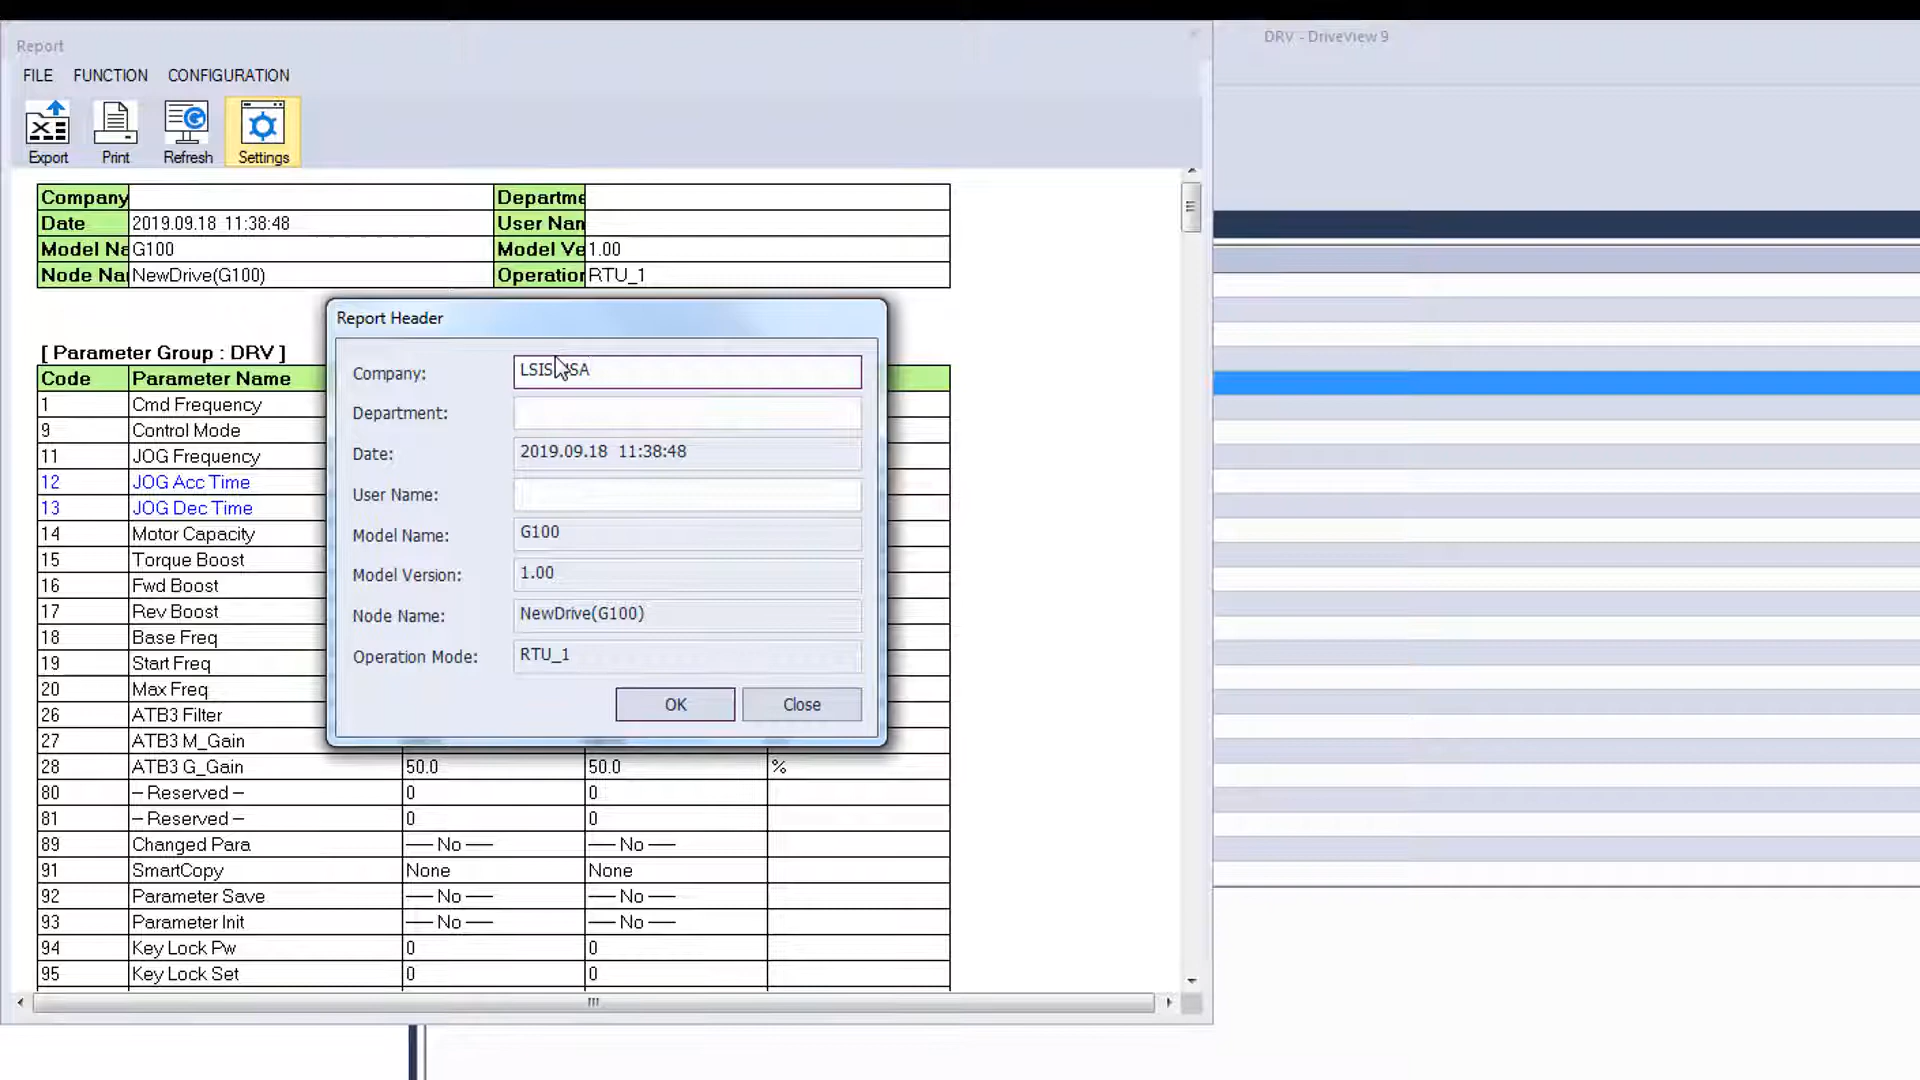 DRV - DriveView 9
Report
FILE FUNCTION CONFIGURATION
Export Print Refresh Settings
Company Departme
Date 2019.09.18 11:38:48 User Nan
Model Na G100 Model Ve 1.00
Node Nai NewDrive(G100) Operation RTU_1
Report Header
Company:
Department:
Date: 2019.09.18 11:38:48
User Name:
Model Name: G100
Model Version: 1.00
Node Name: NewDrive(G100)
Operation Mode: RTU_1
OK Close
[ Parameter Group : DRV ]
Code Parameter Name
1 Cmd Frequency
9 Control Mode
11 JOG Frequency
12 JOG Acc Time
13 JOG Dec Time
14 Motor Capacity
15 Torque Boost
16 Fwd Boost
17 Rev Boost
18 Base Freq
19 Start Freq
20 Max Freq
26 ATB3 Filter
27 ATB3 M_Gain
28 ATB3 G_Gain 50.0 50.0 %
80 – Reserved – 0 0
81 – Reserved – 0 0
89 Changed Para ── No ── ── No ──
91 SmartCopy None None
92 Parameter Save ── No ── ── No ──
93 Parameter Init ── No ── ── No ──
94 Key Lock Pw 0 0
95 Key Lock Set 0 0